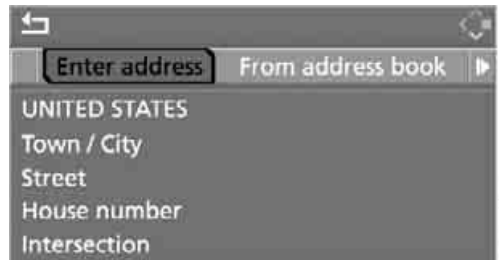 Enter address From address book
UNITED STATES
Town / City
Street
House number
Intersection